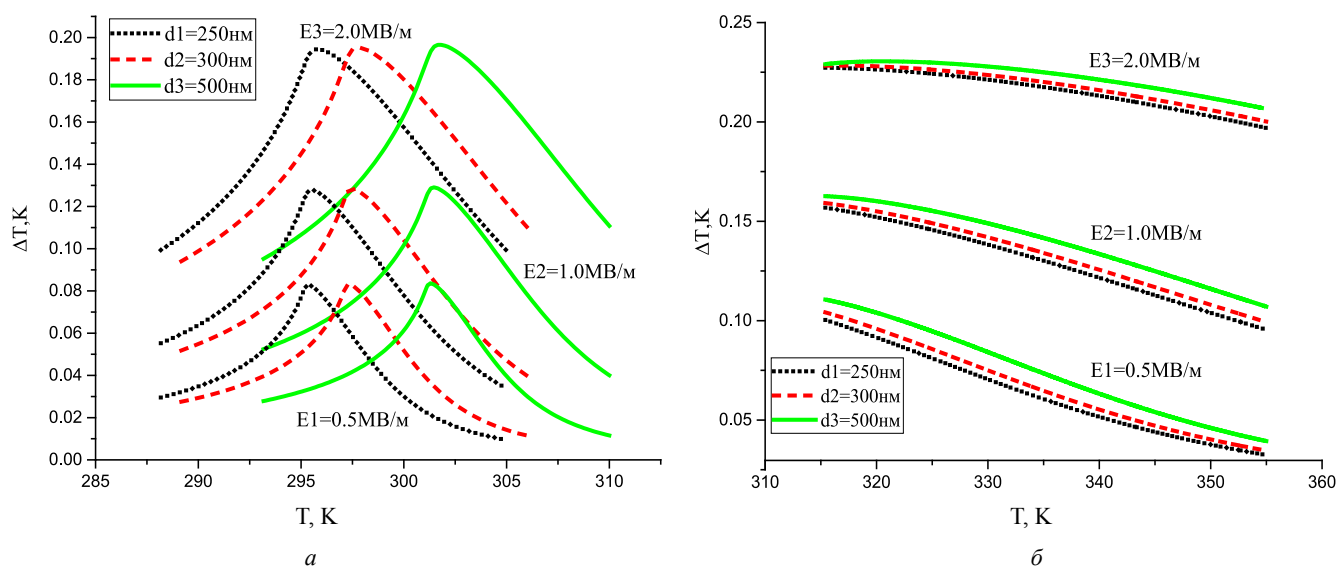 d1=250нм
d2=300нм
d3=500нм
E3=2.0МВ/м
E2=1.0МВ/м
E1=0.5МВ/м
ΔT,K
0.20
0.18
0.16
0.14
0.12
0.10
0.08
0.06
0.04
0.02
0.00
285 290 295 300 305 310
T, K
а
E3=2.0МВ/м
E2=1.0МВ/м
E1=0.5МВ/м
d1=250нм
d2=300нм
d3=500нм
ΔT,K
0.25
0.20
0.15
0.10
0.05
310 320 330 340 350 360
T, K
б